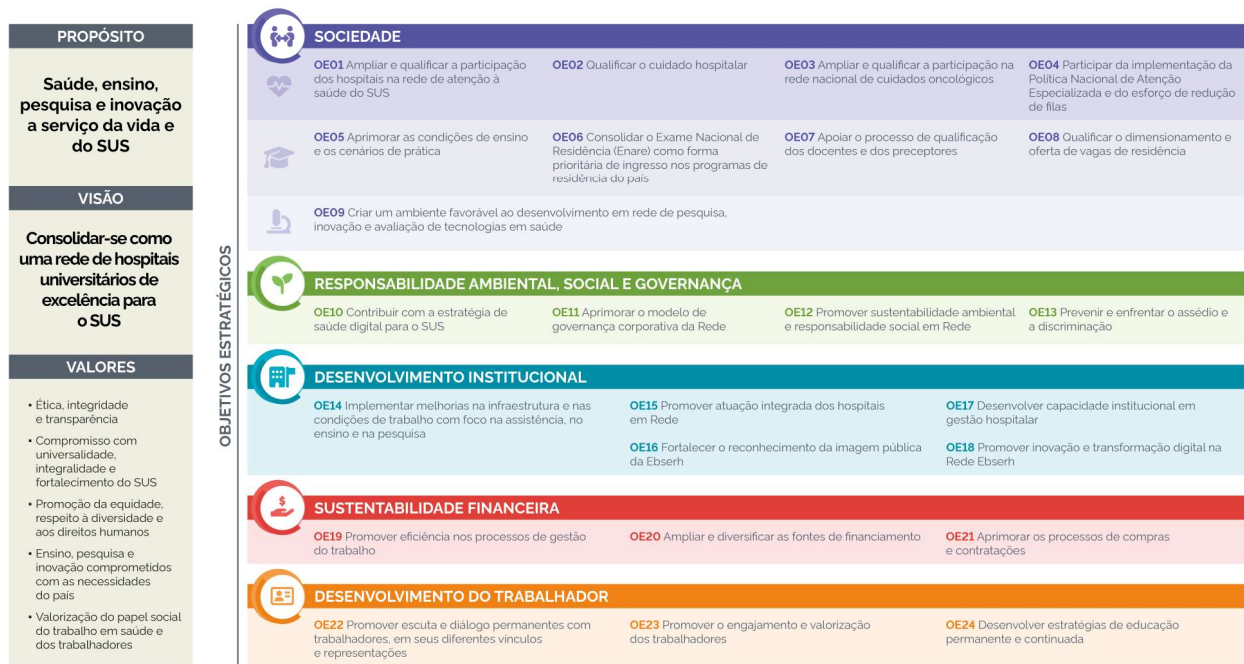 PROPÓSITO
Saúde, ensino,
pesquisa e inovação
a serviço da vida e
do SUS
VISÃO
Consolidar-se como
uma rede de hospitais
universitários de
excelência para
o SUS
VALORES
• Ética, integridade
e transparência
• Compromisso com
universalidade,
integralidade e
fortalecimento do SUS
• Promoção da equidade,
respeito à diversidade e
aos direitos humanos
• Ensino, pesquisa e
inovação comprometidos
com as necessidades
do país
• Valorização do papel social
do trabalho em saúde e
dos trabalhadores
OBJETIVOS ESTRATÉGICOS
SOCIEDADE
OE01 Ampliar e qualificar a participação
dos hospitais na rede de atenção à
saúde do SUS
OE02 Qualificar o cuidado hospitalar
OE03 Ampliar e qualificar a participação na
rede nacional de cuidados oncológicos
OE04 Participar da implementação da
Política Nacional de Atenção
Especializada e do esforço de redução
de filas
OE05 Aprimorar as condições de ensino
e os cenários de prática
OE06 Consolidar o Exame Nacional de
Residência (Enare) como forma
prioritária de ingresso nos programas de
residência do país
OE07 Apoiar o processo de qualificação
dos docentes e dos preceptores
OE08 Qualificar o dimensionamento e
oferta de vagas de residência
OE09 Criar um ambiente favorável ao desenvolvimento em rede de pesquisa,
inovação e avaliação de tecnologias em saúde
RESPONSABILIDADE AMBIENTAL, SOCIAL E GOVERNANÇA
OE10 Contribuir com a estratégia de
saúde digital para o SUS
OE11 Aprimorar o modelo de
governança corporativa da Rede
OE12 Promover sustentabilidade ambiental
e responsabilidade social em Rede
OE13 Prevenir e enfrentar o assédio e
a discriminação
DESENVOLVIMENTO INSTITUCIONAL
OE14 Implementar melhorias na infraestrutura e nas
condições de trabalho com foco na assistência, no
ensino e na pesquisa
OE15 Promover atuação integrada dos hospitais
em Rede
OE16 Fortalecer o reconhecimento da imagem pública
da Ebserh
OE17 Desenvolver capacidade institucional em
gestão hospitalar
OE18 Promover inovação e transformação digital na
Rede Ebserh
SUSTENTABILIDADE FINANCEIRA
OE19 Promover eficiência nos processos de gestão
do trabalho
OE20 Ampliar e diversificar as fontes de financiamento
OE21 Aprimorar os processos de compras
e contratações
DESENVOLVIMENTO DO TRABALHADOR
OE22 Promover escuta e diálogo permanentes com
trabalhadores, em seus diferentes vínculos
e representações
OE23 Promover o engajamento e valorização
dos trabalhadores
OE24 Desenvolver estratégias de educação
permanente e continuada